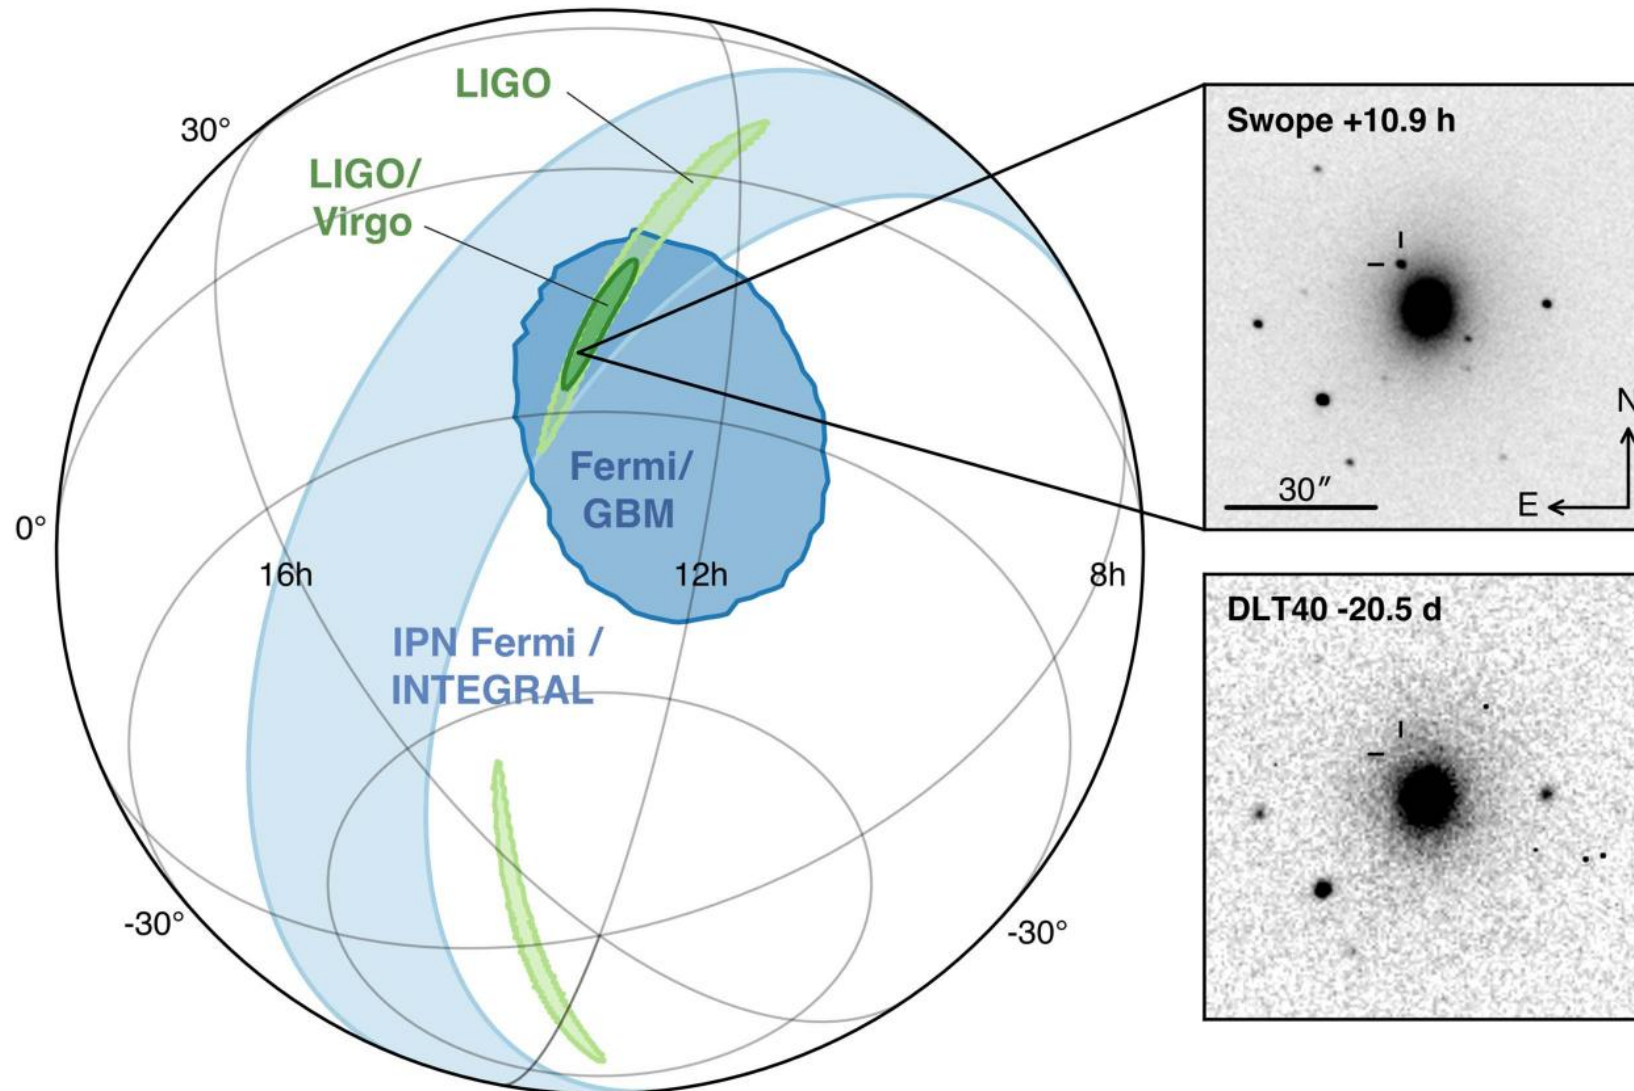 LIGO
30°
LIGO/
Virgo
Fermi/
GBM
0°
16h
12h
8h
IPN Fermi /
INTEGRAL
-30°
-30°
Swope +10.9 h
N
30″
E
DLT40 -20.5 d